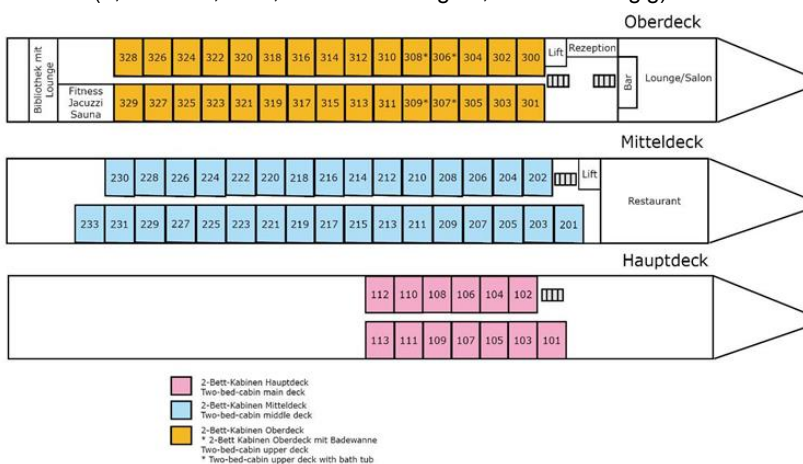 Oberdeck
Bibliothek mit
Lounge
Fitness
Jacuzzi
Sauna
328 326 324 322 320 318 316 314 312 310 308* 306* 304 302 300
329 327 325 323 321 319 317 315 313 311 309* 307* 305 303 301
Lift
Rezeption
Bar
Lounge/Salon
Mitteldeck
230 228 226 224 222 220 218 216 214 212 210 208 206 204 202
233 231 229 227 225 223 221 219 217 215 213 211 209 207 205 203 201
Lift
Restaurant
Hauptdeck
112 110 108 106 104 102
113 111 109 107 105 103 101
2-Bett-Kabinen Hauptdeck
Two-bed-cabin main deck
2-Bett-Kabinen Mitteldeck
Two-bed-cabin middle deck
2-Bett-Kabinen Oberdeck
* 2-Bett Kabinen Oberdeck mit Badewanne
Two-bed-cabin upper deck
* Two-bed-cabin upper deck with bath tub